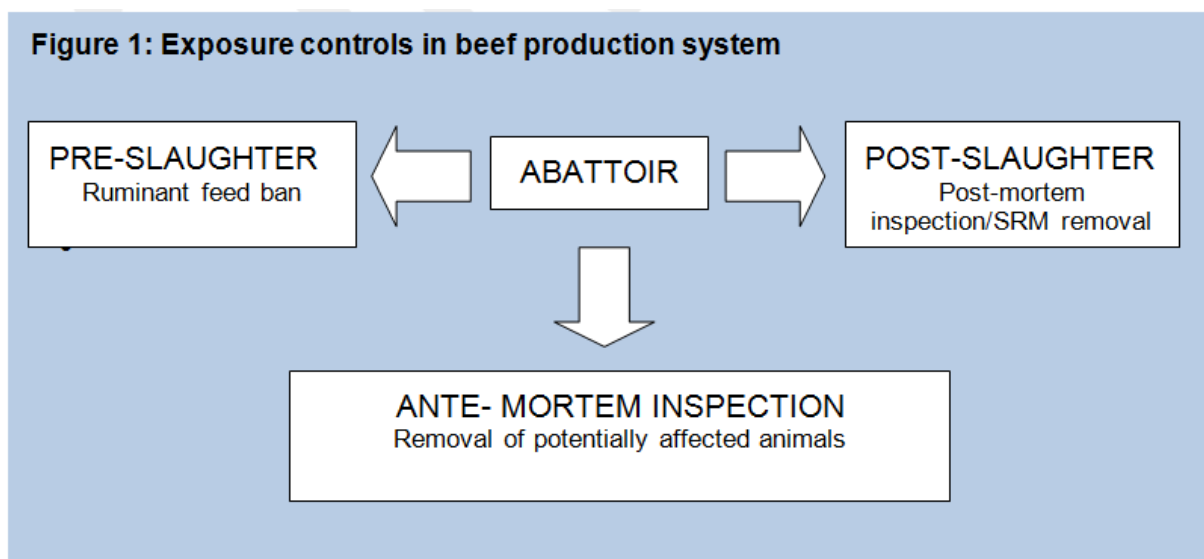 Figure 1: Exposure controls in beef production system
PRE-SLAUGHTER
Ruminant feed ban
ABATTOIR
POST-SLAUGHTER
Post-mortem
inspection/SRM removal
ANTE- MORTEM INSPECTION
Removal of potentially affected animals